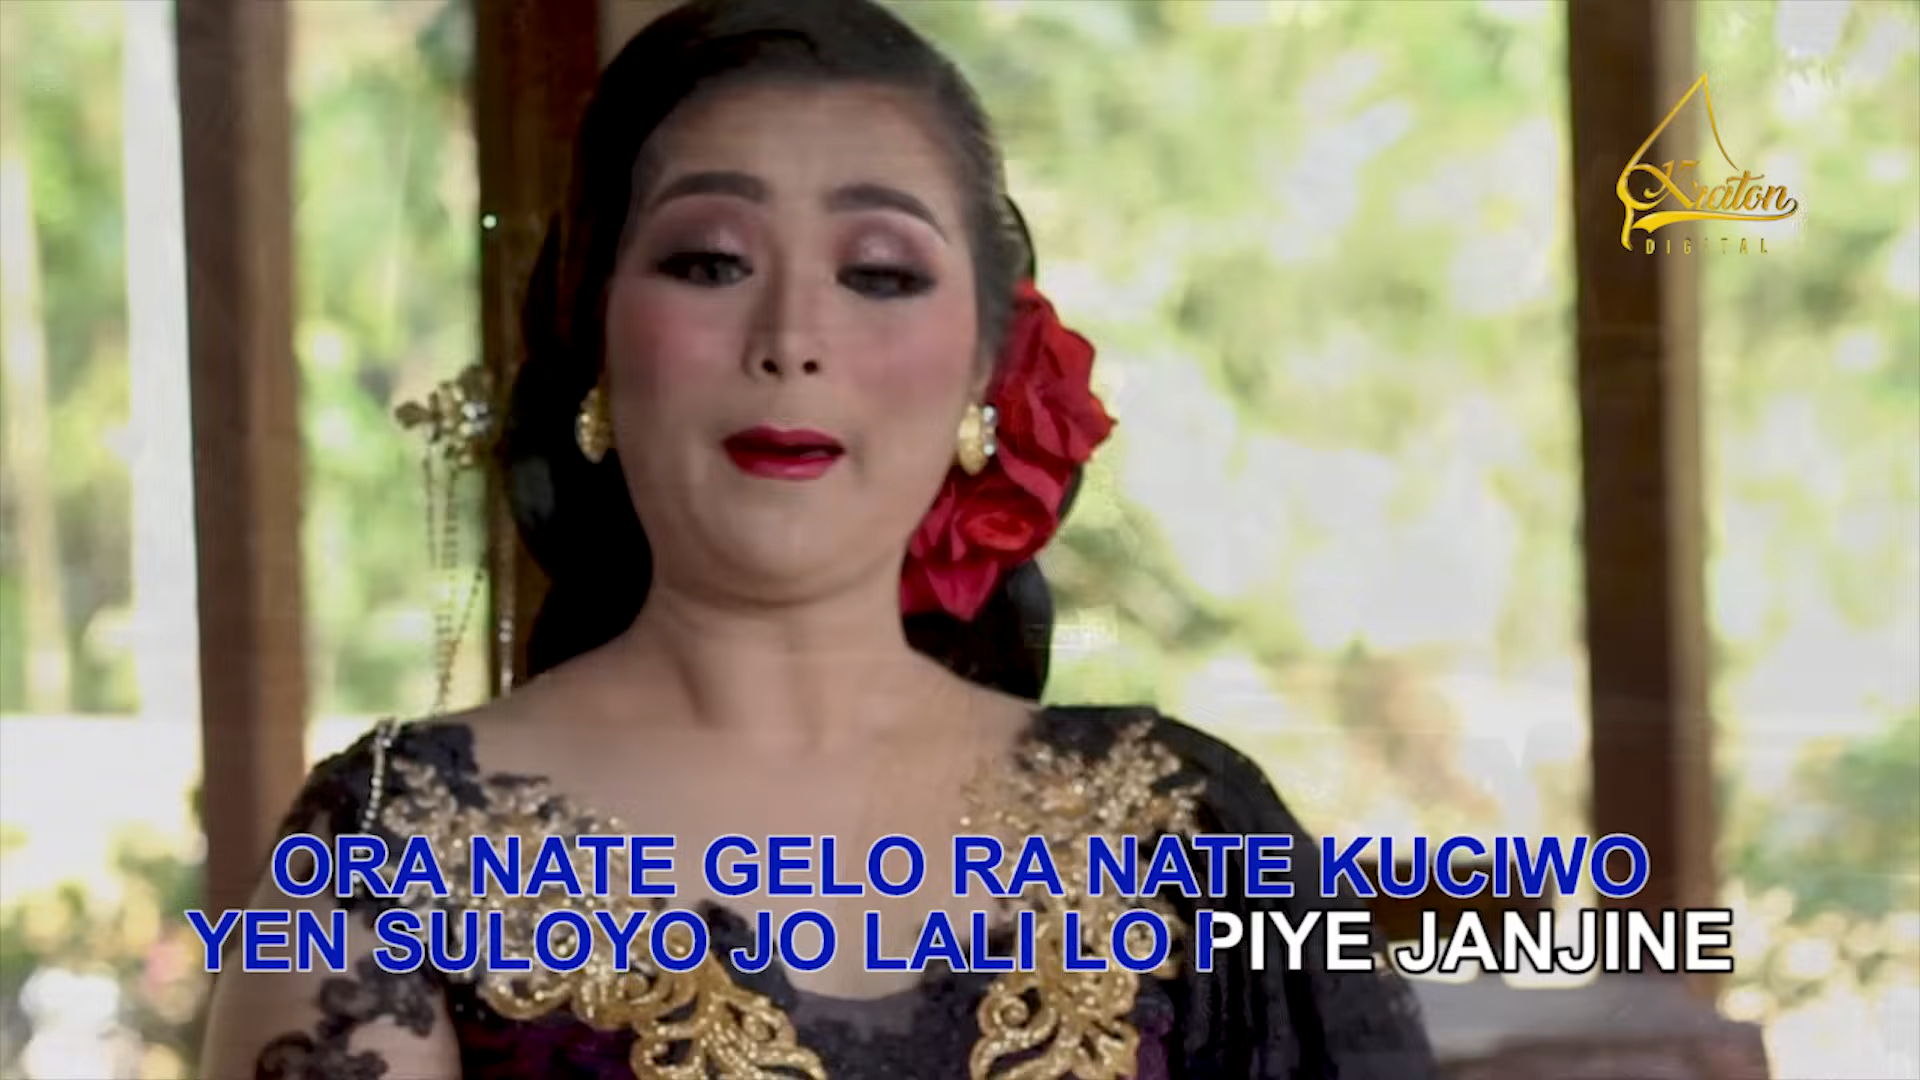 Kraton
DIGITAL
ORA NATE GELO RA NATE KUCIWO
YEN SULOYO JO LALI LO PIYE JANJINE